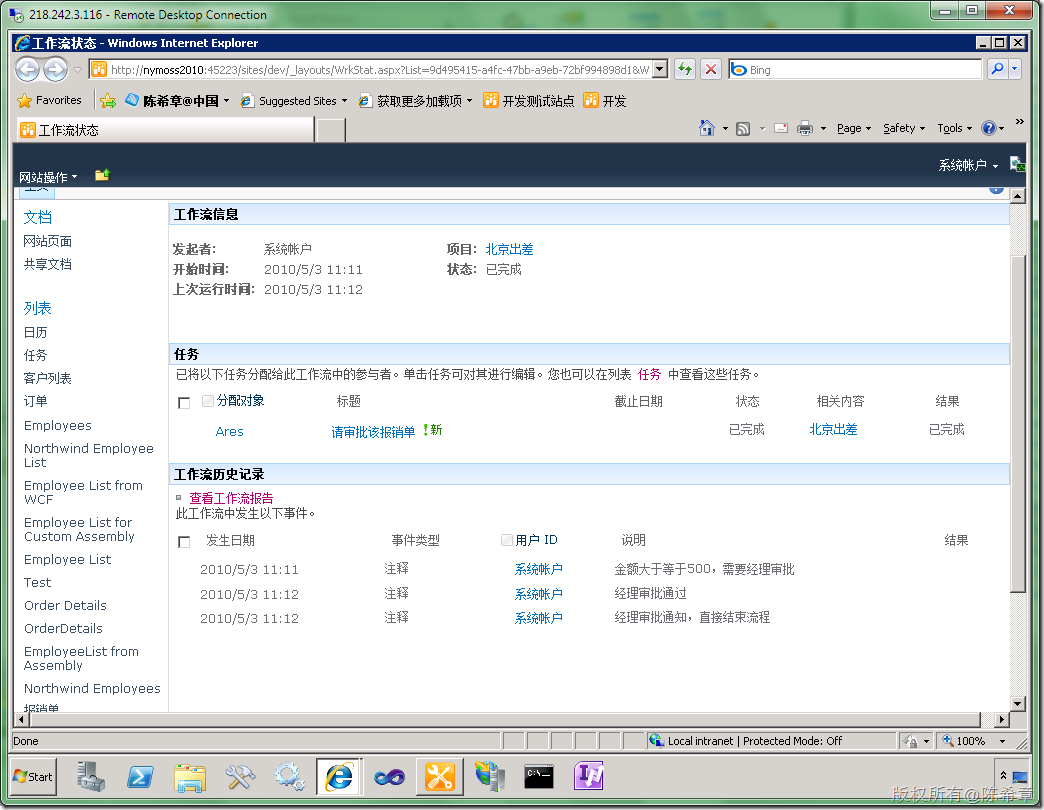 218.242.3.116 - Remote Desktop Connection
工作流状态 - Windows Internet Explorer
http://nymoss2010:45223/sites/dev/_layouts/WrkStat.aspx?List=9d495415-a4fc-47bb-a9eb-72bf994898d1&W
Bing
Favorites 陈希章@中国 Suggested Sites 获取更多加载项 开发测试站点 开发
工作流状态
Page Safety Tools
系统帐户
网站操作
文档
网站页面
共享文档
列表
日历
任务
客户列表
订单
Employees
Northwind Employee
List
Employee List from
WCF
Employee List for
Custom Assembly
Employee List
Test
Order Details
OrderDetails
EmployeeList from
Assembly
Northwind Employees
报销单
工作流信息
发起者: 系统帐户 项目: 北京出差
开始时间: 2010/5/3 11:11 状态: 已完成
上次运行时间: 2010/5/3 11:12
任务
已将以下任务分配给此工作流中的参与者。单击任务可对其进行编辑。您也可以在列表 任务 中查看这些任务。
分配对象 标题 截止日期 状态 相关内容 结果
Ares 请审批该报销单 !新 已完成 北京出差 已完成
工作流历史记录
查看工作流报告
此工作流中发生以下事件。
发生日期 事件类型 用户 ID 说明 结果
2010/5/3 11:11 注释 系统帐户 金额大于等于500，需要经理审批
2010/5/3 11:12 注释 系统帐户 经理审批通过
2010/5/3 11:12 注释 系统帐户 经理审批通知，直接结束流程
Done Local intranet | Protected Mode: Off 100%
Start
版权所有@陈希章